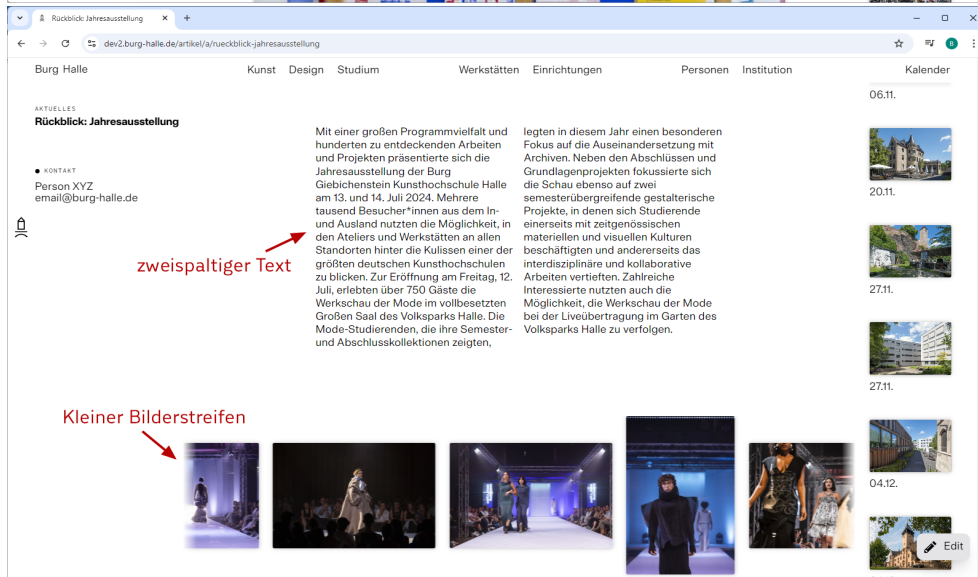 Rückblick: Jahresausstellung
dev2.burg-halle.de/artikel/a/rueckblick-jahresausstellung
B
Burg Halle
Kunst Design Studium
Werkstätten Einrichtungen
Personen Institution
Kalender
AKTUELLES
Rückblick: Jahresausstellung
KONTAKT
Person XYZ
email@burg-halle.de
zweispaltiger Text
Mit einer großen Programmvielfalt und
hunderten zu entdeckenden Arbeiten
und Projekten präsentierte sich die
Jahresausstellung der Burg
Giebichenstein Kunsthochschule Halle
am 13. und 14. Juli 2024. Mehrere
tausend Besucher*innen aus dem In-
und Ausland nutzten die Möglichkeit, in
den Ateliers und Werkstätten an allen
Standorten hinter die Kulissen einer der
größten deutschen Kunsthochschulen
zu blicken. Zur Eröffnung am Freitag, 12.
Juli, erlebten über 750 Gäste die
Werkschau der Mode im vollbesetzten
Großen Saal des Volksparks Halle. Die
Mode-Studierenden, die ihre Semester-
und Abschlusskollektionen zeigten,
legten in diesem Jahr einen besonderen
Fokus auf die Auseinandersetzung mit
Archiven. Neben den Abschlüssen und
Grundlagenprojekten fokussierte sich
die Schau ebenso auf zwei
semesterübergreifende gestalterische
Projekte, in denen sich Studierende
einerseits mit zeitgenössischen
materiellen und visuellen Kulturen
beschäftigten und andererseits das
interdisziplinäre und kollaborative
Arbeiten vertieften. Zahlreiche
Interessierte nutzten auch die
Möglichkeit, die Werkschau der Mode
bei der Liveübertragung im Garten des
Volksparks Halle zu verfolgen.
06.11.
20.11.
27.11.
27.11.
04.12.
Kleiner Bilderstreifen
Edit